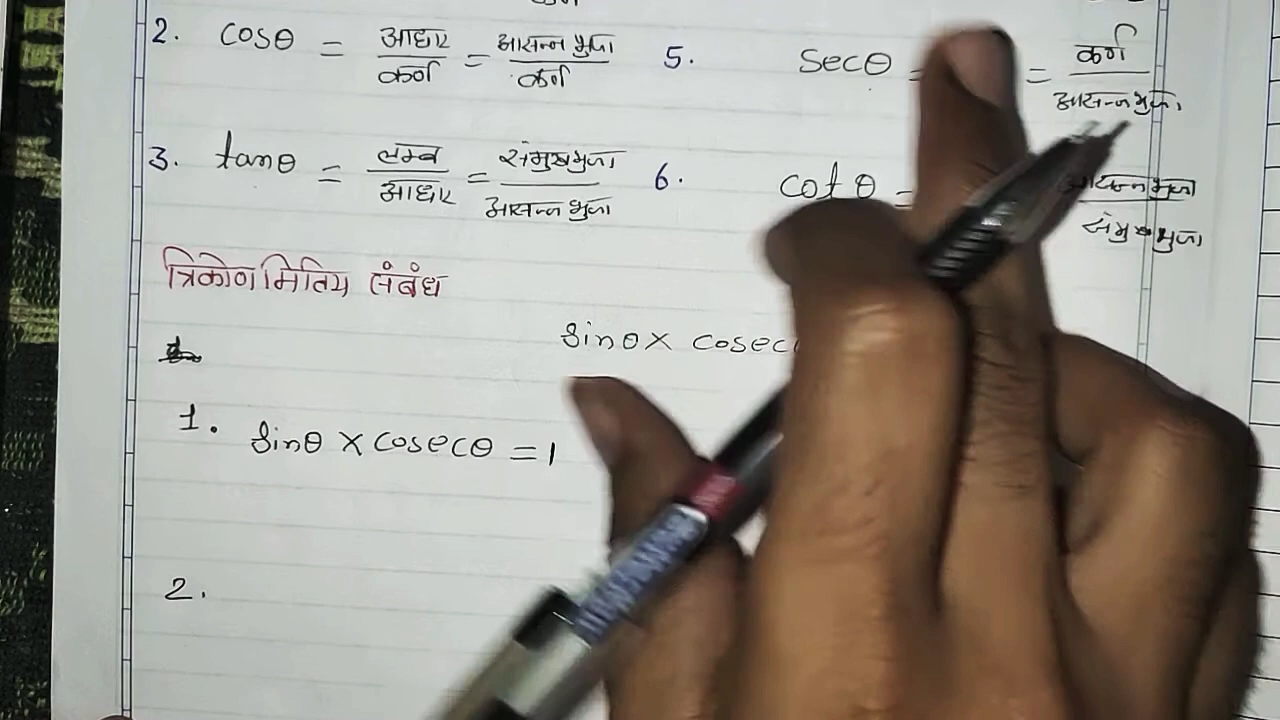 2. cosθ = आधार/कर्ण = आसन्न भुजा/कर्ण 5. secθ = = कर्ण/आसन्न भुजा
3. tanθ = लम्ब/आधार = संमुख भुजा/आसन्न भुजा 6. cotθ = आसन्न भुजा/संमुख भुजा
त्रिकोणमितिय संबंध
sinθ × cosec
1. sinθ × cosecθ = 1
2.